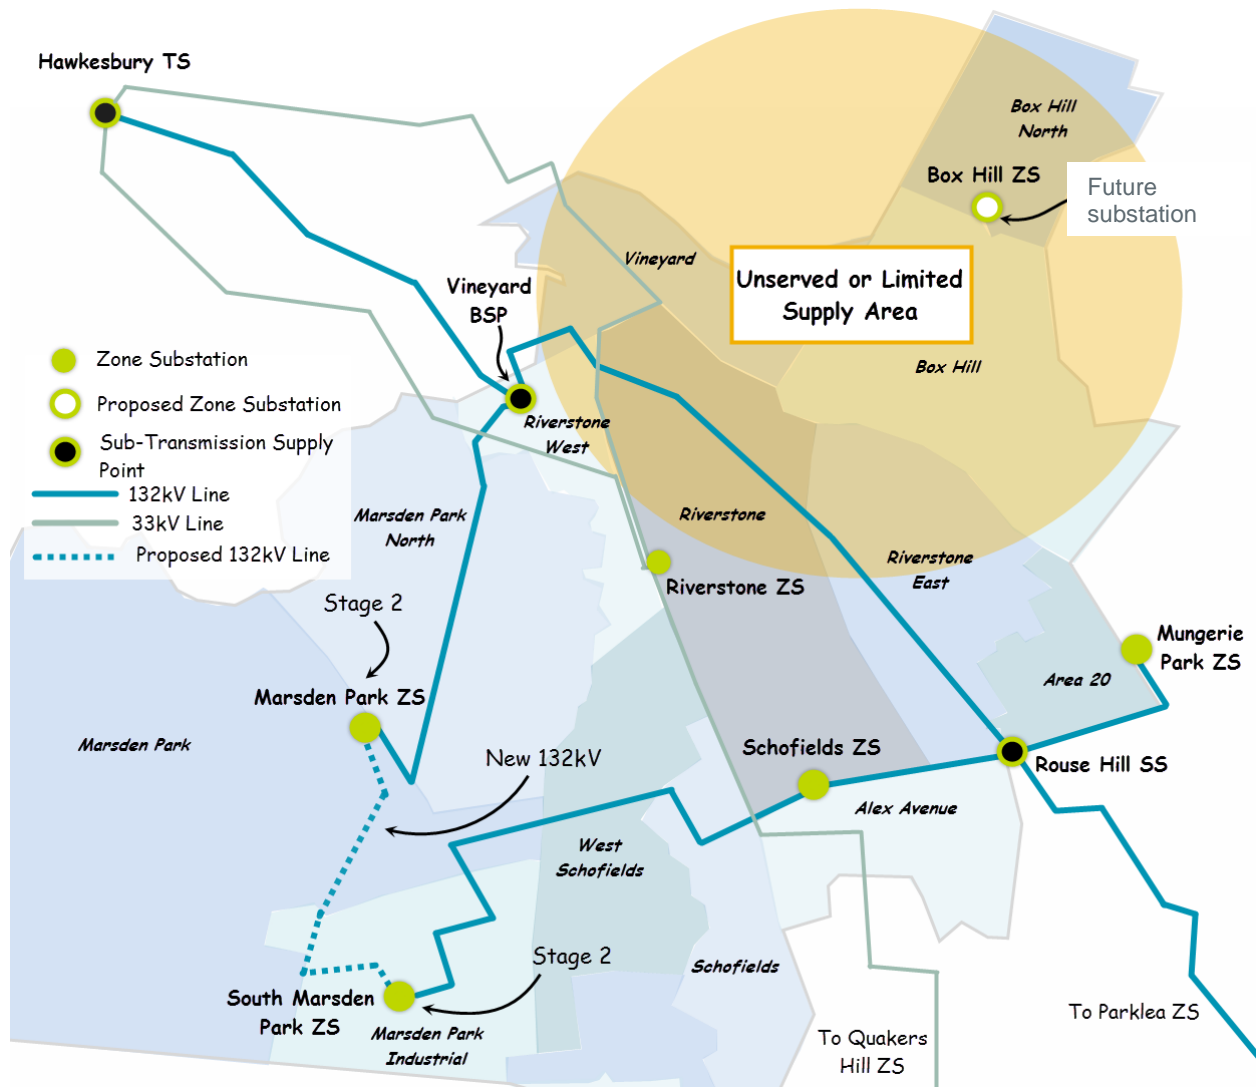 Hawkesbury TS
Box Hill
North
Box Hill ZS
Future
substation
Vineyard
Unserved or Limited
Supply Area
Vineyard
BSP
Box Hill
Zone Substation
Proposed Zone Substation
Sub-Transmission Supply
Point
132kV Line
33kV Line
Proposed 132kV Line
Riverstone
West
Marsden Park
North
Riverstone
Riverstone
East
Riverstone ZS
Stage 2
Mungerie
Park ZS
Area 20
Marsden Park ZS
Marsden Park
New 132kV
Schofields ZS
Rouse Hill SS
Alex Avenue
West
Schofields
Stage 2
Schofields
South Marsden
Park ZS
Marsden Park
Industrial
To Quakers
Hill ZS
To Parklea ZS